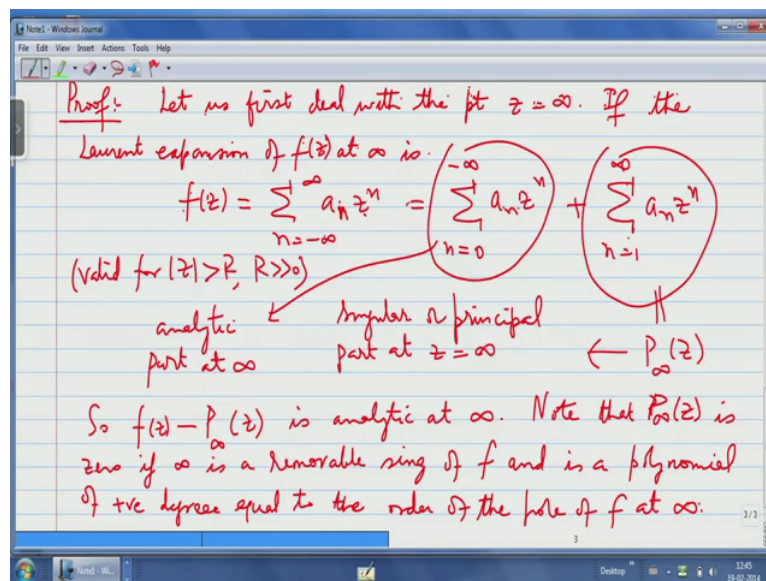 Note1 - Windows Journal
File Edit View Insert Actions Tools Help
Proof:- Let us first deal with the pt z = ∞. If the
Laurent expansion of f(z) at ∞ is.
f(z) = ∑_{n=-∞}^{∞} a_n z^n = ∑_{n=0}^{-∞} a_n z^n + ∑_{n=1}^{∞} a_n z^n
(valid for |z| > R, R>>0)
analytic part at ∞
singular or principal part at z = ∞ ← P_∞(z)
So f(z) - P_∞(z) is analytic at ∞. Note that P_∞(z) is
zero if ∞ is a removable sing of f and is a polynomial
of +ve degree equal to the order of the pole of f at ∞.
3/3
3
Note1 - Wi...
Desktop
12:45
19-02-2014